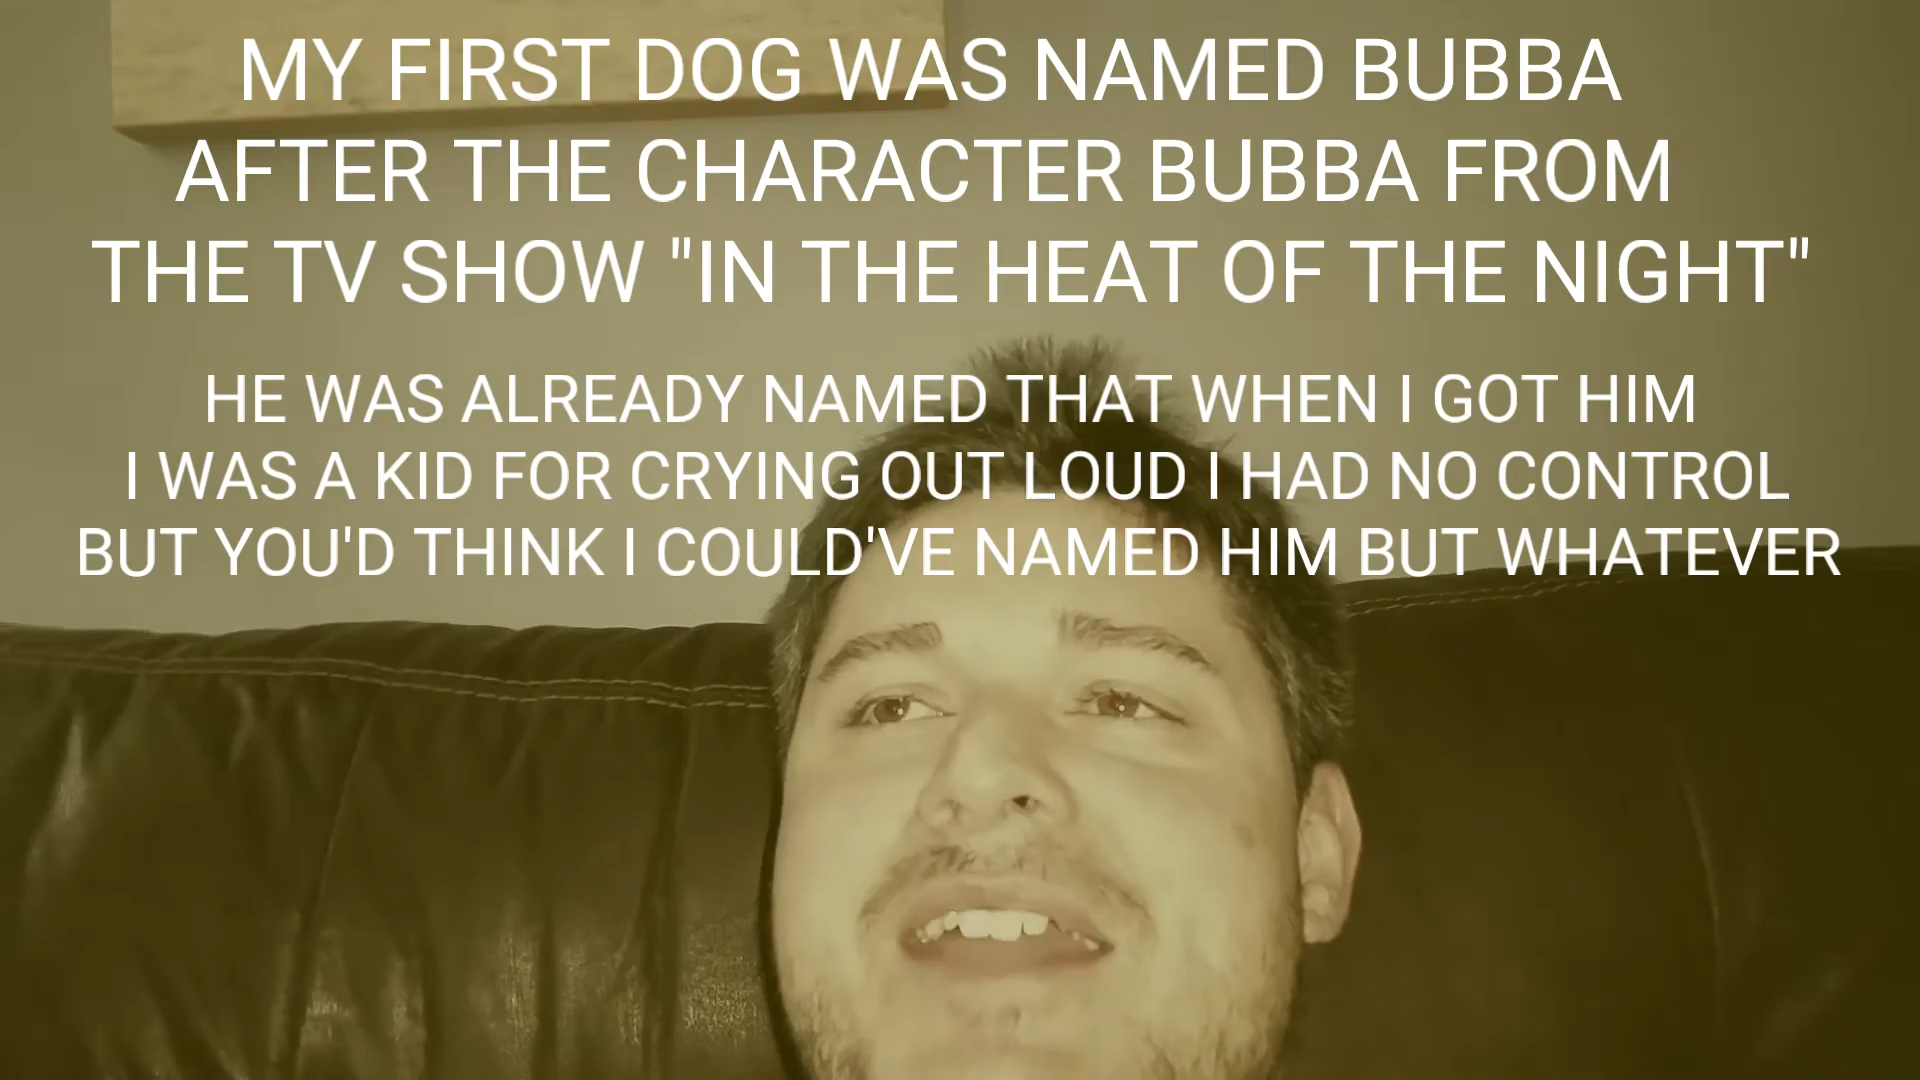 MY FIRST DOG WAS NAMED BUBBA
AFTER THE CHARACTER BUBBA FROM
THE TV SHOW "IN THE HEAT OF THE NIGHT"
HE WAS ALREADY NAMED THAT WHEN I GOT HIM
I WAS A KID FOR CRYING OUT LOUD I HAD NO CONTROL
BUT YOU'D THINK I COULD'VE NAMED HIM BUT WHATEVER